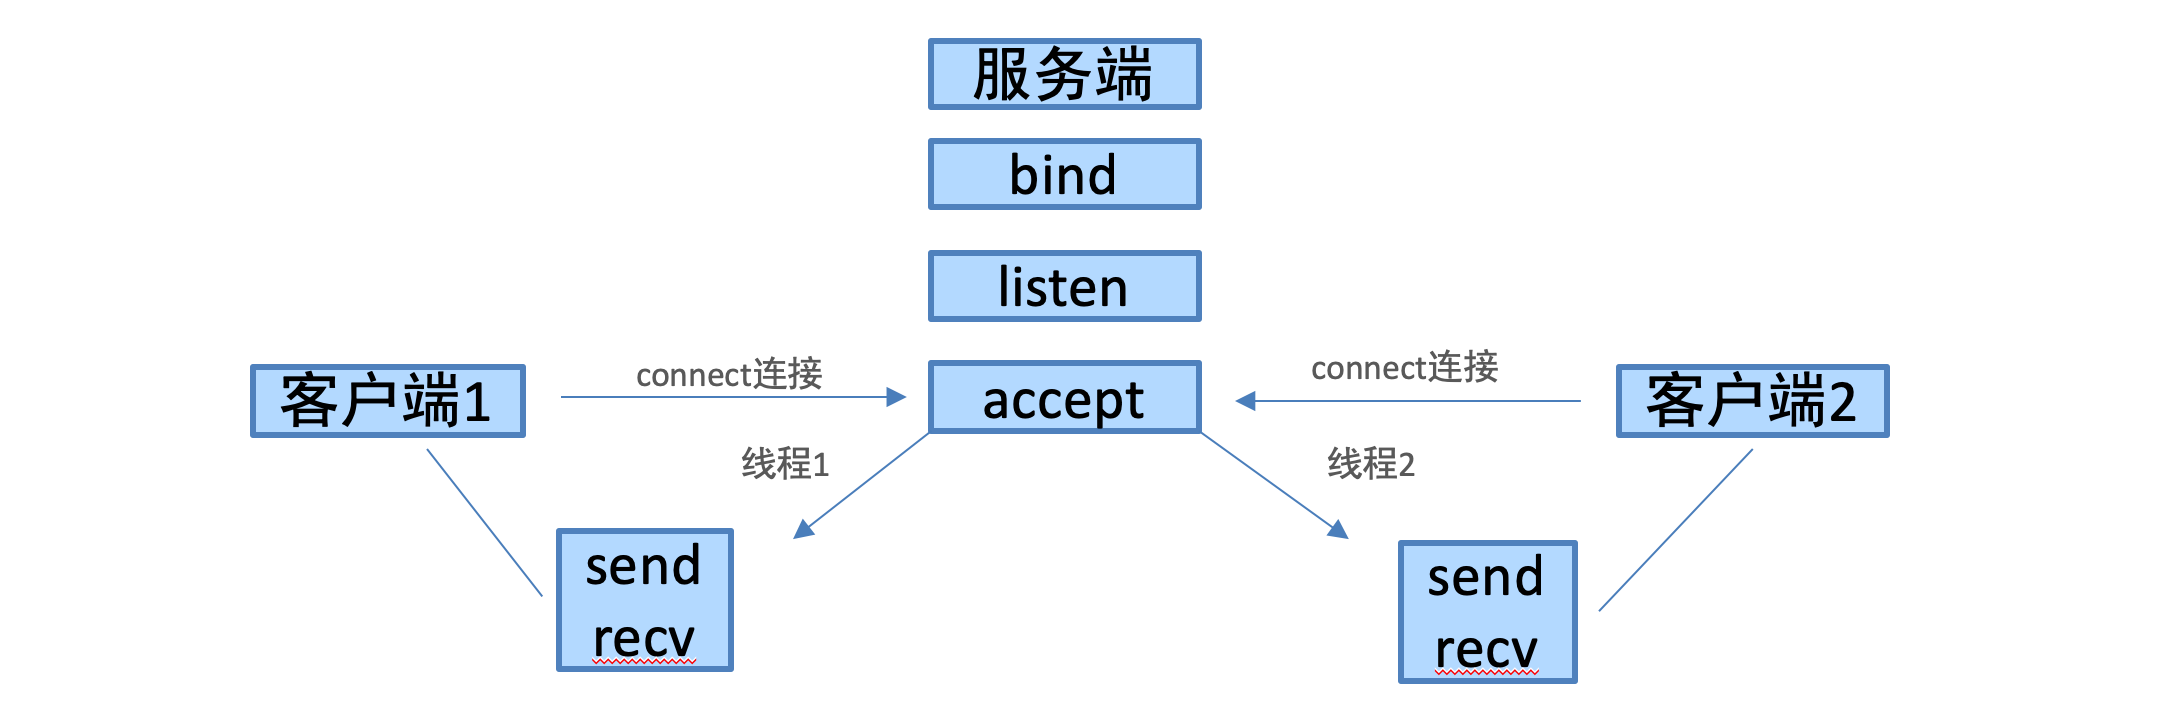 服务端
bind
listen
connect连接
connect连接
客户端1
accept
客户端2
线程1
线程2
send
recv
send
recv